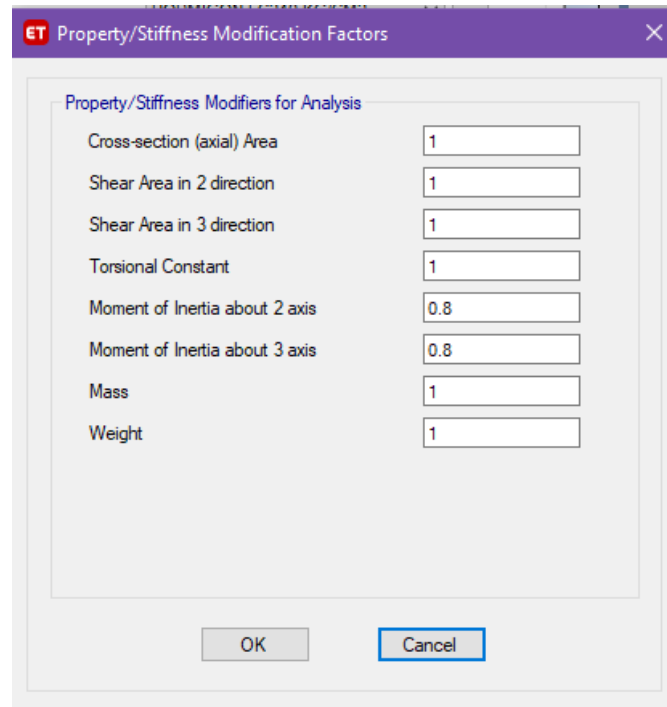 ET Property/Stiffness Modification Factors
Property/Stiffness Modifiers for Analysis
Cross-section (axial) Area 1
Shear Area in 2 direction 1
Shear Area in 3 direction 1
Torsional Constant 1
Moment of Inertia about 2 axis 0.8
Moment of Inertia about 3 axis 0.8
Mass 1
Weight 1
OK Cancel